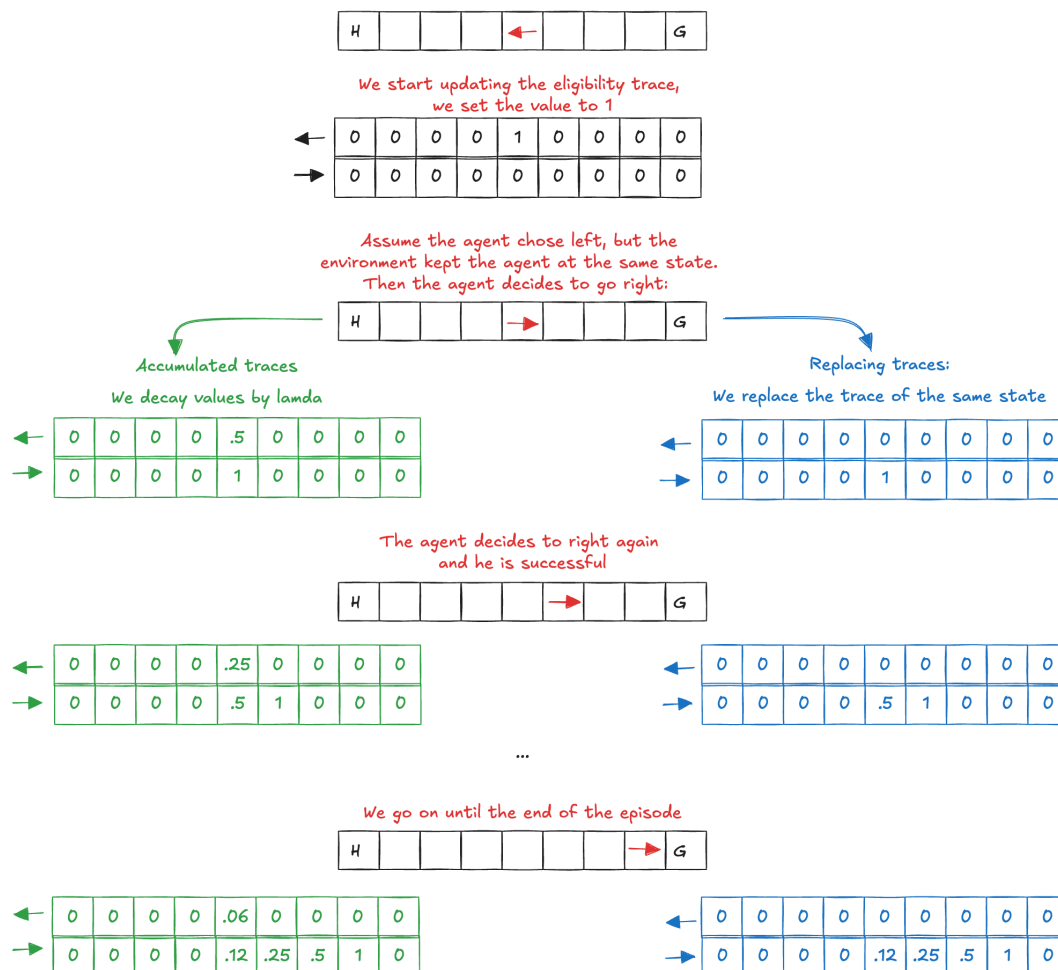 H G
We start updating the eligibility trace,
we set the value to 1
0 0 0 0 1 0 0 0 0
0 0 0 0 0 0 0 0 0
Assume the agent chose left, but the
environment kept the agent at the same state.
Then the agent decides to go right:
H G
Accumulated traces
We decay values by lamda
0 0 0 0 .5 0 0 0 0
0 0 0 0 1 0 0 0 0
Replacing traces:
We replace the trace of the same state
0 0 0 0 0 0 0 0 0
0 0 0 0 1 0 0 0 0
The agent decides to right again
and he is successful
H G
0 0 0 0 .25 0 0 0 0
0 0 0 0 .5 1 0 0 0
0 0 0 0 0 0 0 0 0
0 0 0 0 .5 1 0 0 0
...
We go on until the end of the episode
H G
0 0 0 0 .06 0 0 0 0
0 0 0 0 .12 .25 .5 1 0
0 0 0 0 0 0 0 0 0
0 0 0 0 .12 .25 .5 1 0